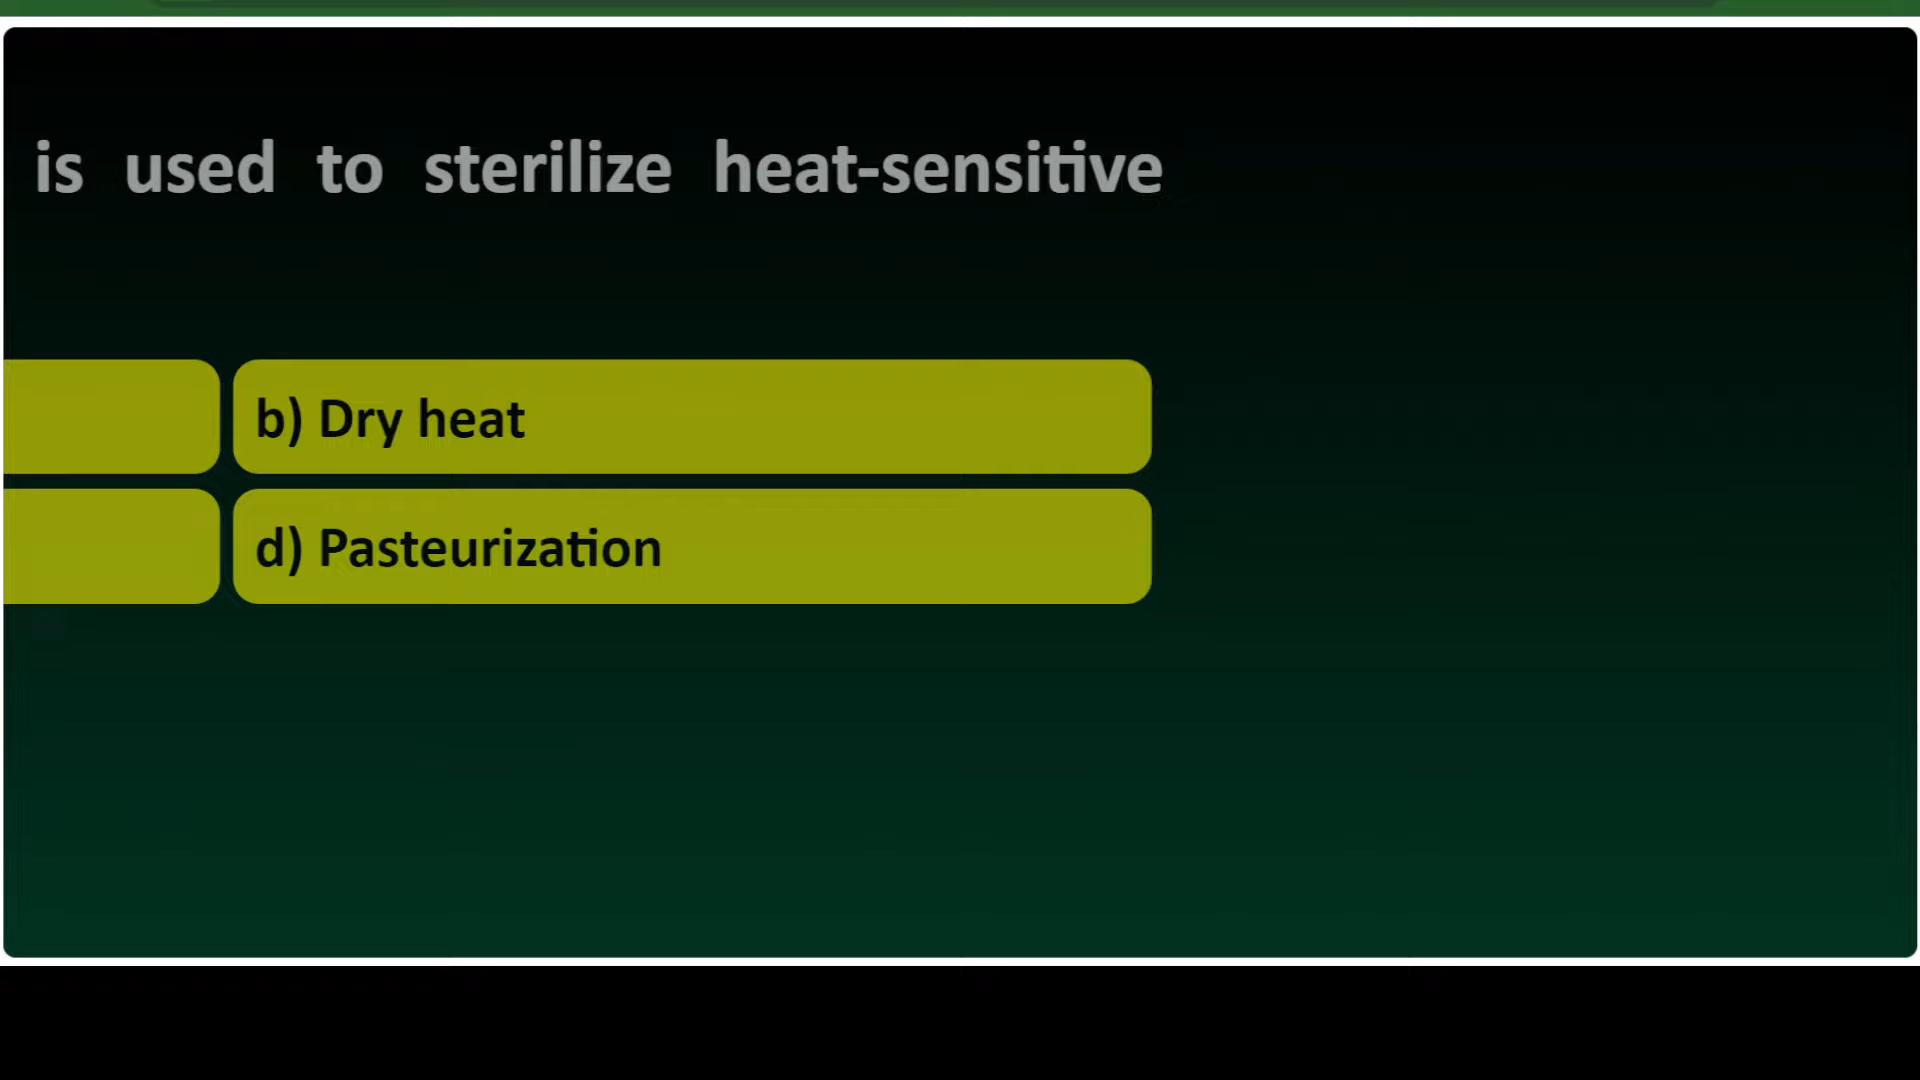 is used to sterilize heat-sensitive
b) Dry heat
d) Pasteurization